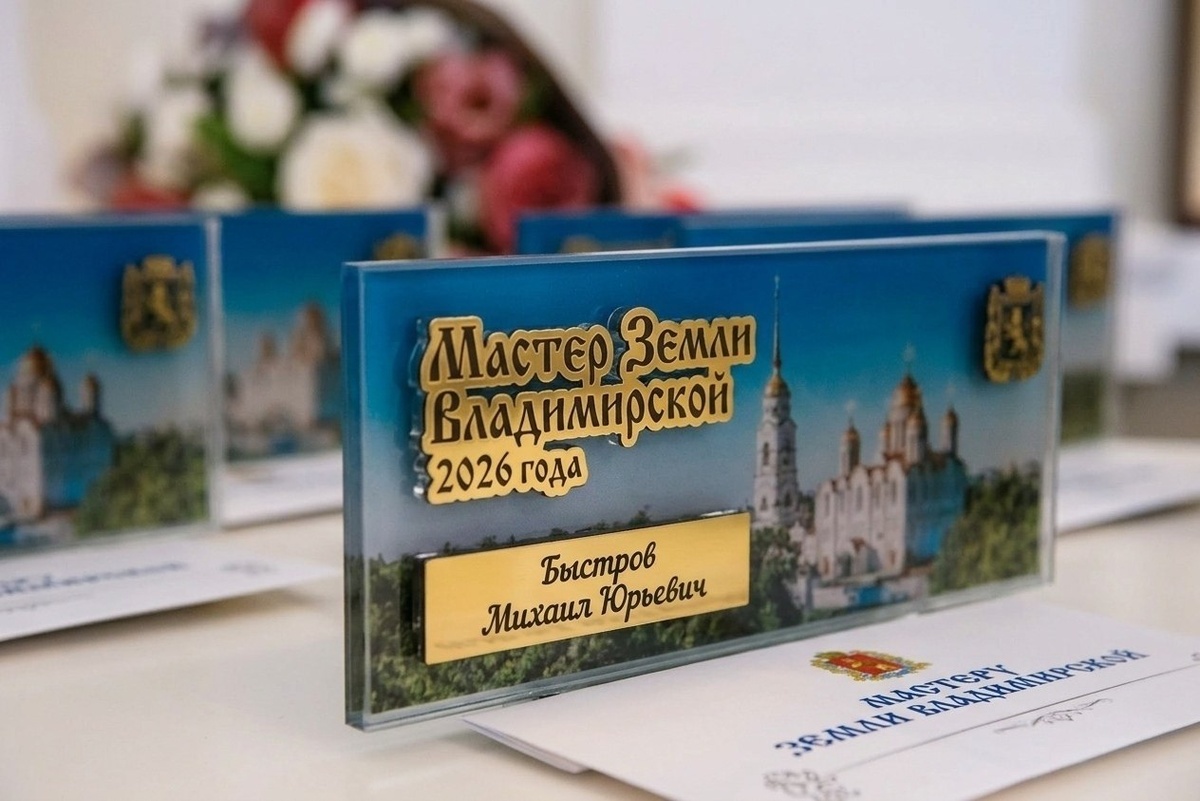 Мастер Земли
Владимирской
2026 года
Быстров
Михаил Юрьевич
МАСТЕРУ
ЗЕМЛИ ВЛАДИМИРСКОЙ